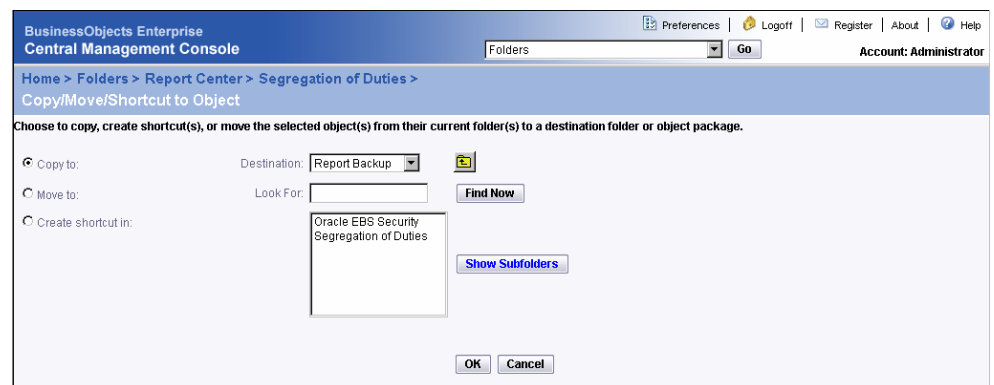 BusinessObjects Enterprise
Central Management Console
Preferences | Logoff | Register | About | Help
Folders Go Account: Administrator
Home > Folders > Report Center > Segregation of Duties >
Copy/Move/Shortcut to Object
Choose to copy, create shortcut(s), or move the selected object(s) from their current folder(s) to a destination folder or object package.
Copy to: Destination: Report Backup
Move to: Look For: Find Now
Create shortcut in: Oracle EBS Security
Segregation of Duties
Show Subfolders
OK Cancel